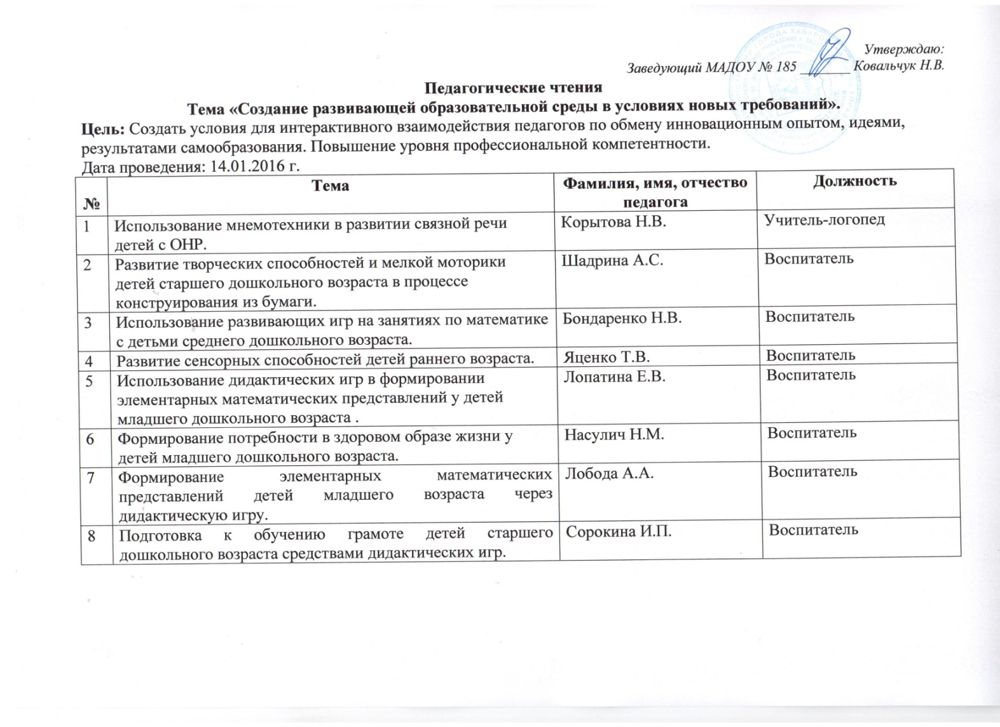 Утверждаю:
Заведующий МАДОУ № 185 ________ Ковальчук Н.В.
Педагогические чтения
Тема «Создание развивающей образовательной среды в условиях новых требований».
Цель: Создать условия для интерактивного взаимодействия педагогов по обмену инновационным опытом, идеями,
результатами самообразования. Повышение уровня профессиональной компетентности.
Дата проведения: 14.01.2016 г.
№ Тема Фамилия, имя, отчество Должность
педагога
1 Использование мнемотехники в развитии связной речи Корытова Н.В. Учитель-логопед
детей с ОНР.
2 Развитие творческих способностей и мелкой моторики Шадрина А.С. Воспитатель
детей старшего дошкольного возраста в процессе
конструирования из бумаги.
3 Использование развивающих игр на занятиях по математике Бондаренко Н.В. Воспитатель
с детьми среднего дошкольного возраста.
4 Развитие сенсорных способностей детей раннего возраста. Яценко Т.В. Воспитатель
5 Использование дидактических игр в формировании Лопатина Е.В. Воспитатель
элементарных математических представлений у детей
младшего дошкольного возраста .
6 Формирование потребности в здоровом образе жизни у Насулич Н.М. Воспитатель
детей младшего дошкольного возраста.
7 Формирование элементарных математических Лобода А.А. Воспитатель
представлений детей младшего возраста через
дидактическую игру.
8 Подготовка к обучению грамоте детей старшего Сорокина И.П. Воспитатель
дошкольного возраста средствами дидактических игр.